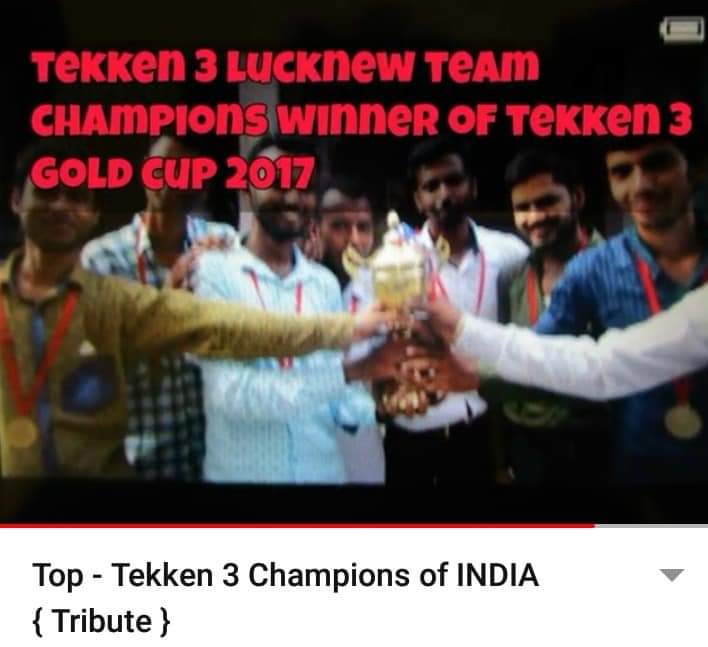 Tekken 3 Lucknew Team
Champions winner of Tekken 3
Gold Cup 2017
Top - Tekken 3 Champions of INDIA
{ Tribute }